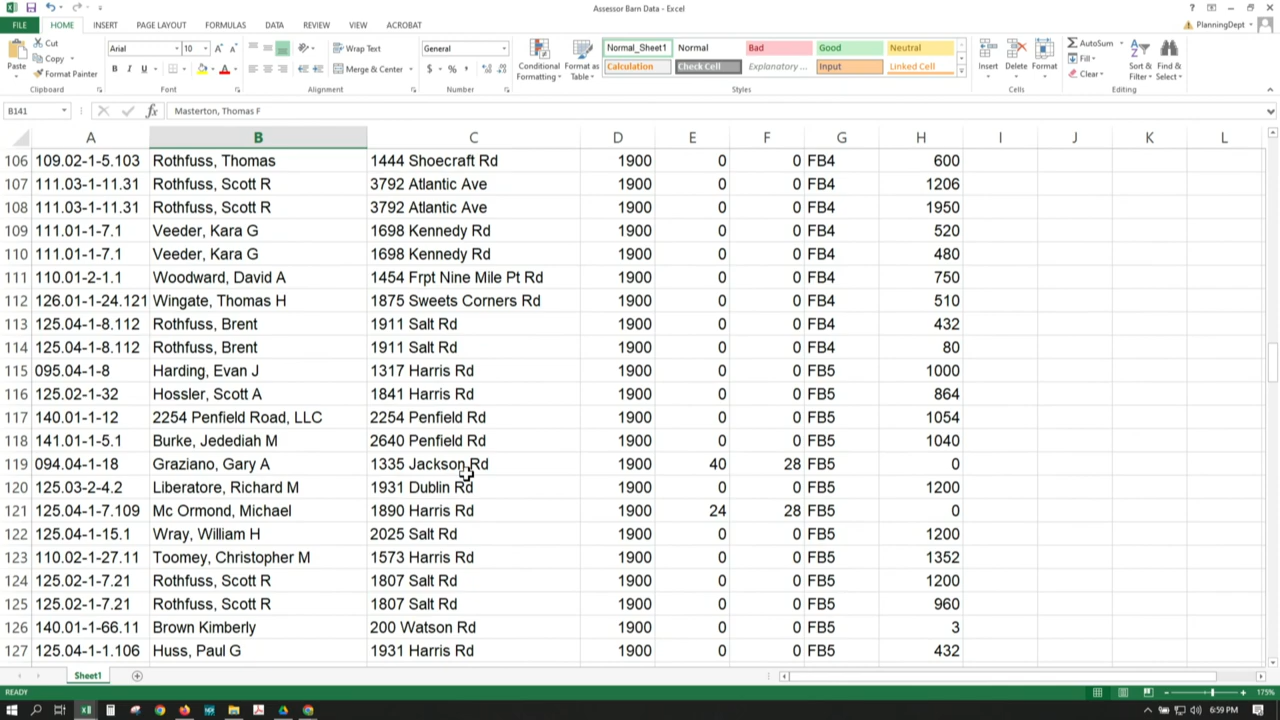 Assessor Barn Data - Excel
FILE HOME INSERT PAGE LAYOUT FORMULAS DATA REVIEW VIEW ACROBAT
PlanningDept
Paste Cut Copy Format Painter
Clipboard
Arial 10
B I U A
Font
Wrap Text
Merge & Center
Alignment
General
$ % ,
Number
Conditional Formatting
Format as Table
Normal_Sheet1 Normal Bad Good Neutral
Calculation Check Cell Explanatory ... Input Linked Cell
Styles
Insert Delete Format
Cells
AutoSum
Fill
Clear
Sort & Filter
Find & Select
Editing
B141 fx Masterton, Thomas F
A B C D E F G H I J K L
106 109.02-1-5.103 Rothfuss, Thomas 1444 Shoecraft Rd 1900 0 0 FB4 600
107 111.03-1-11.31 Rothfuss, Scott R 3792 Atlantic Ave 1900 0 0 FB4 1206
108 111.03-1-11.31 Rothfuss, Scott R 3792 Atlantic Ave 1900 0 0 FB4 1950
109 111.01-1-7.1 Veeder, Kara G 1698 Kennedy Rd 1900 0 0 FB4 520
110 111.01-1-7.1 Veeder, Kara G 1698 Kennedy Rd 1900 0 0 FB4 480
111 110.01-2-1.1 Woodward, David A 1454 Frpt Nine Mile Pt Rd 1900 0 0 FB4 750
112 126.01-1-24.121 Wingate, Thomas H 1875 Sweets Corners Rd 1900 0 0 FB4 510
113 125.04-1-8.112 Rothfuss, Brent 1911 Salt Rd 1900 0 0 FB4 432
114 125.04-1-8.112 Rothfuss, Brent 1911 Salt Rd 1900 0 0 FB4 80
115 095.04-1-8 Harding, Evan J 1317 Harris Rd 1900 0 0 FB5 1000
116 125.02-1-32 Hossler, Scott A 1841 Harris Rd 1900 0 0 FB5 864
117 140.01-1-12 2254 Penfield Road, LLC 2254 Penfield Rd 1900 0 0 FB5 1054
118 141.01-1-5.1 Burke, Jedediah M 2640 Penfield Rd 1900 0 0 FB5 1040
119 094.04-1-18 Graziano, Gary A 1335 Jackson Rd 1900 40 28 FB5 0
120 125.03-2-4.2 Liberatore, Richard M 1931 Dublin Rd 1900 0 0 FB5 1200
121 125.04-1-7.109 Mc Ormond, Michael 1890 Harris Rd 1900 24 28 FB5 0
122 125.04-1-15.1 Wray, William H 2025 Salt Rd 1900 0 0 FB5 1200
123 110.02-1-27.11 Toomey, Christopher M 1573 Harris Rd 1900 0 0 FB5 1352
124 125.02-1-7.21 Rothfuss, Scott R 1807 Salt Rd 1900 0 0 FB5 1200
125 125.02-1-7.21 Rothfuss, Scott R 1807 Salt Rd 1900 0 0 FB5 960
126 140.01-1-66.11 Brown Kimberly 200 Watson Rd 1900 0 0 FB5 3
127 125.04-1-1.106 Huss, Paul G 1931 Harris Rd 1900 0 0 FB5 432
Sheet1
READY 175%
6:59 PM